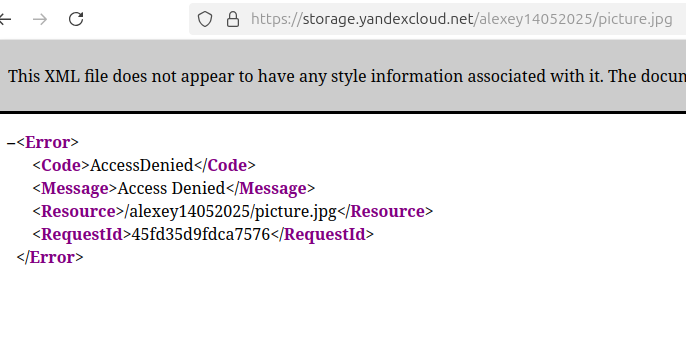 https://storage.yandexcloud.net/alexey14052025/picture.jpg
This XML file does not appear to have any style information associated with it. The
–<Error>
<Code>AccessDenied</Code>
<Message>Access Denied</Message>
<Resource>/alexey14052025/picture.jpg</Resource>
<RequestId>45fd35d9fdca7576</RequestId>
</Error>